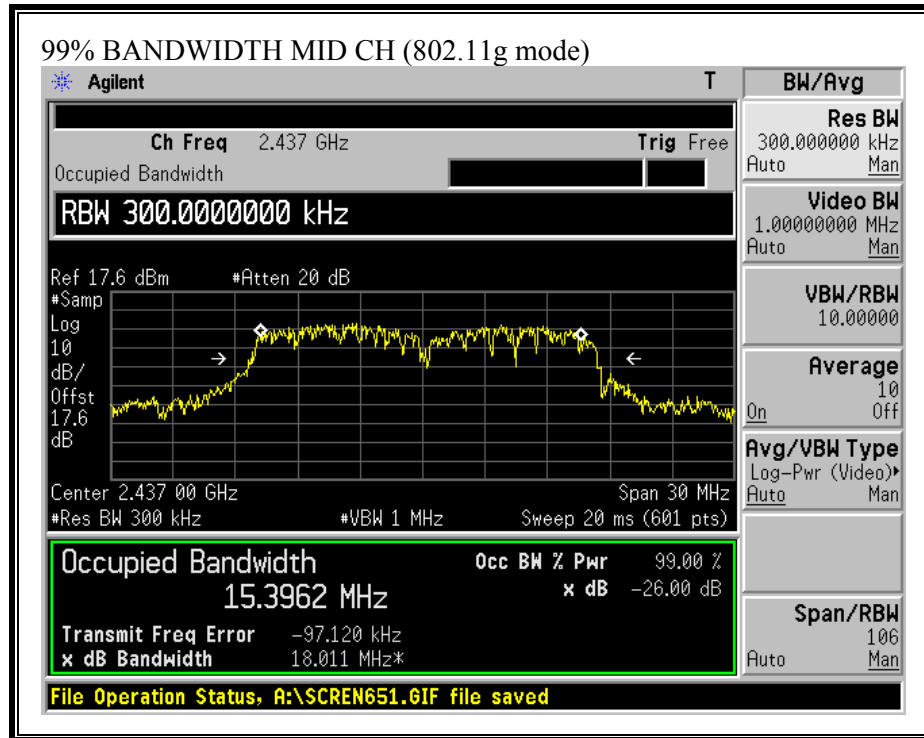 99% BANDWIDTH MID CH (802.11g mode)
Agilent T
Ch Freq 2.437 GHz Trig Free
Occupied Bandwidth
RBW 300.0000000 kHz
Ref 17.6 dBm #Atten 20 dB
#Samp
Log
10
dB/
Offst
17.6
dB
Center 2.437 00 GHz Span 30 MHz
#Res BW 300 kHz #VBW 1 MHz Sweep 20 ms (601 pts)
Occupied Bandwidth Occ BW % Pwr 99.00 %
15.3962 MHz x dB -26.00 dB
Transmit Freq Error -97.120 kHz
x dB Bandwidth 18.011 MHz*
File Operation Status, A:\SCREN651.GIF file saved
BW/Avg
Res BW
300.000000 kHz
Auto Man
Video BW
1.00000000 MHz
Auto Man
VBW/RBW
10.00000
Average
10
On Off
Avg/VBW Type
Log-Pwr (Video)▸
Auto Man
Span/RBW
106
Auto Man